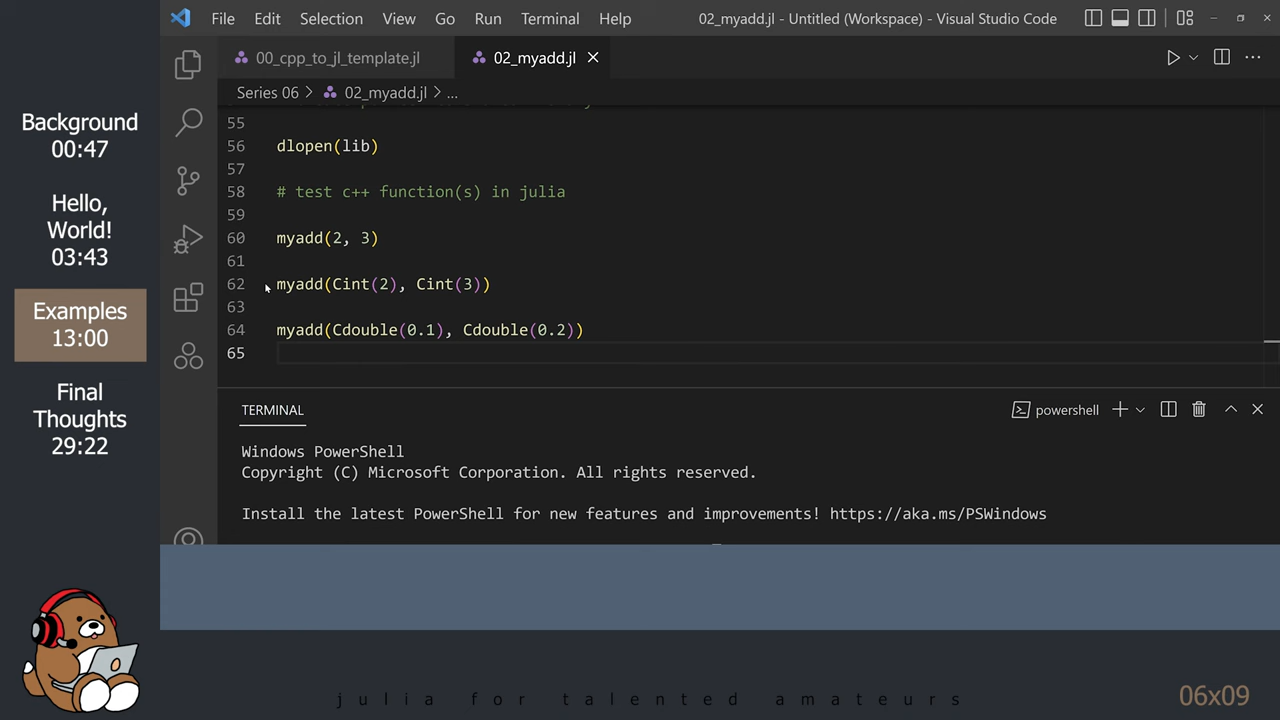 File Edit Selection View Go Run Terminal Help 02_myadd.jl - Untitled (Workspace) - Visual Studio Code
00_cpp_to_jl_template.jl 02_myadd.jl
Series 06 > 02_myadd.jl > ...
55
56 dlopen(lib)
57
58 # test c++ function(s) in julia
59
60 myadd(2, 3)
61
62 myadd(Cint(2), Cint(3))
63
64 myadd(Cdouble(0.1), Cdouble(0.2))
65
TERMINAL
powershell
Windows PowerShell
Copyright (C) Microsoft Corporation. All rights reserved.
Install the latest PowerShell for new features and improvements! https://aka.ms/PSWindows
Background
00:47
Hello,
World!
03:43
Examples
13:00
Final
Thoughts
29:22
julia for talented amateurs
06x09